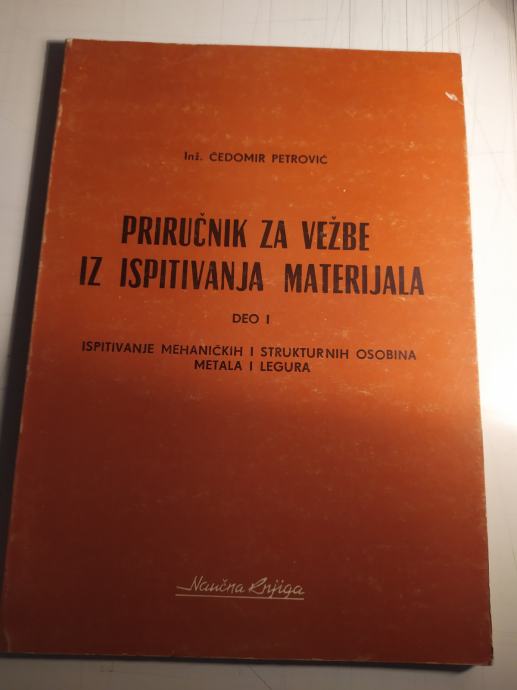 Inž. ČEDOMIR PETROVIĆ
PRIRUČNIK ZA VEŽBE
IZ ISPITIVANJA MATERIJALA
DEO I
ISPITIVANJE MEHANIČKIH I STRUKTURNIH OSOBINA
METALA I LEGURA
Naučna Knjiga